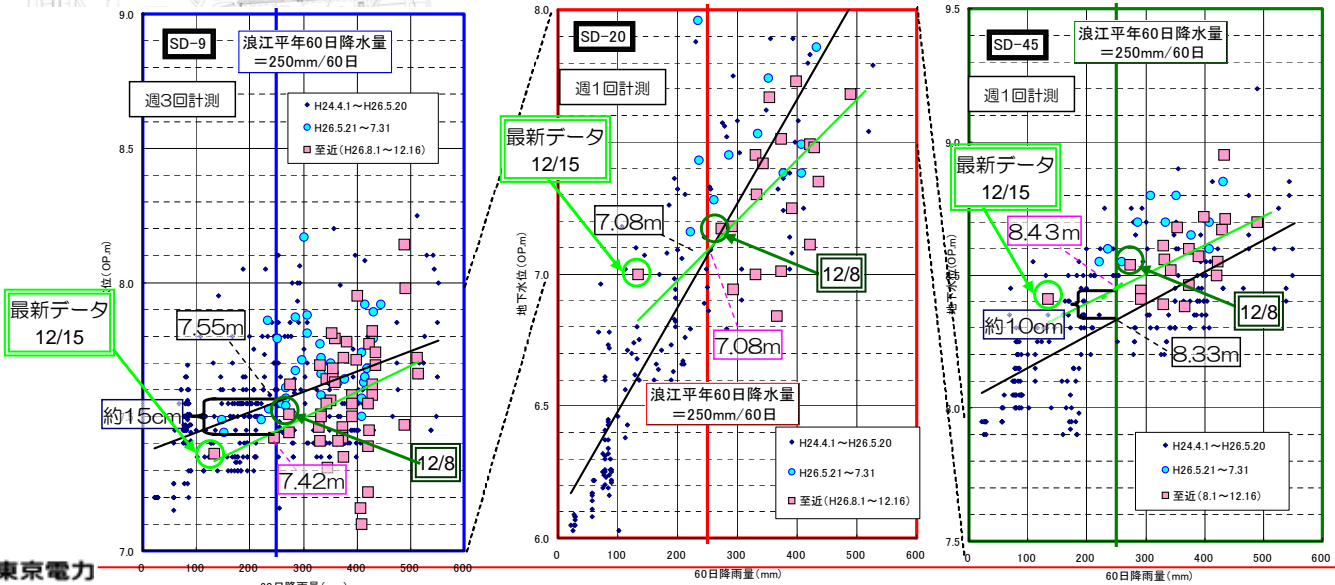 9.0
SD-9
浪江平年60日降水量
＝250mm/60日
週3回計測
H24.4.1～H26.5.20
H26.5.21～7.31
至近(H26.8.1～12.16)
8.5
位(OP.m)
8.0
最新データ
12/15
7.55m
7.5
約15cm
7.42m
12/8
7.0
0 100 200 300 400 500 600
東京電力
8.0
SD-20
週1回計測
最新データ
12/15
7.5
地下水位(OP.m)
7.08m
12/8
7.0
7.08m
浪江平年60日降水量
＝250mm/60日
6.5
H24.4.1～H26.5.20
H26.5.21～7.31
至近(H26.8.1～12.16)
6.0
0 100 200 300 400 500 600
60日降雨量(mm)
9.5
SD-45
浪江平年60日降水量
＝250mm/60日
週1回計測
9.0
最新データ
12/15
地下水位(OP.m)
8.43m
12/8
約10cm
8.33m
8.0
H24.4.1～H26.5.20
H26.5.21～7.31
至近(8.1～12.16)
7.5
0 100 200 300 400 500 600
60日降雨量(mm)